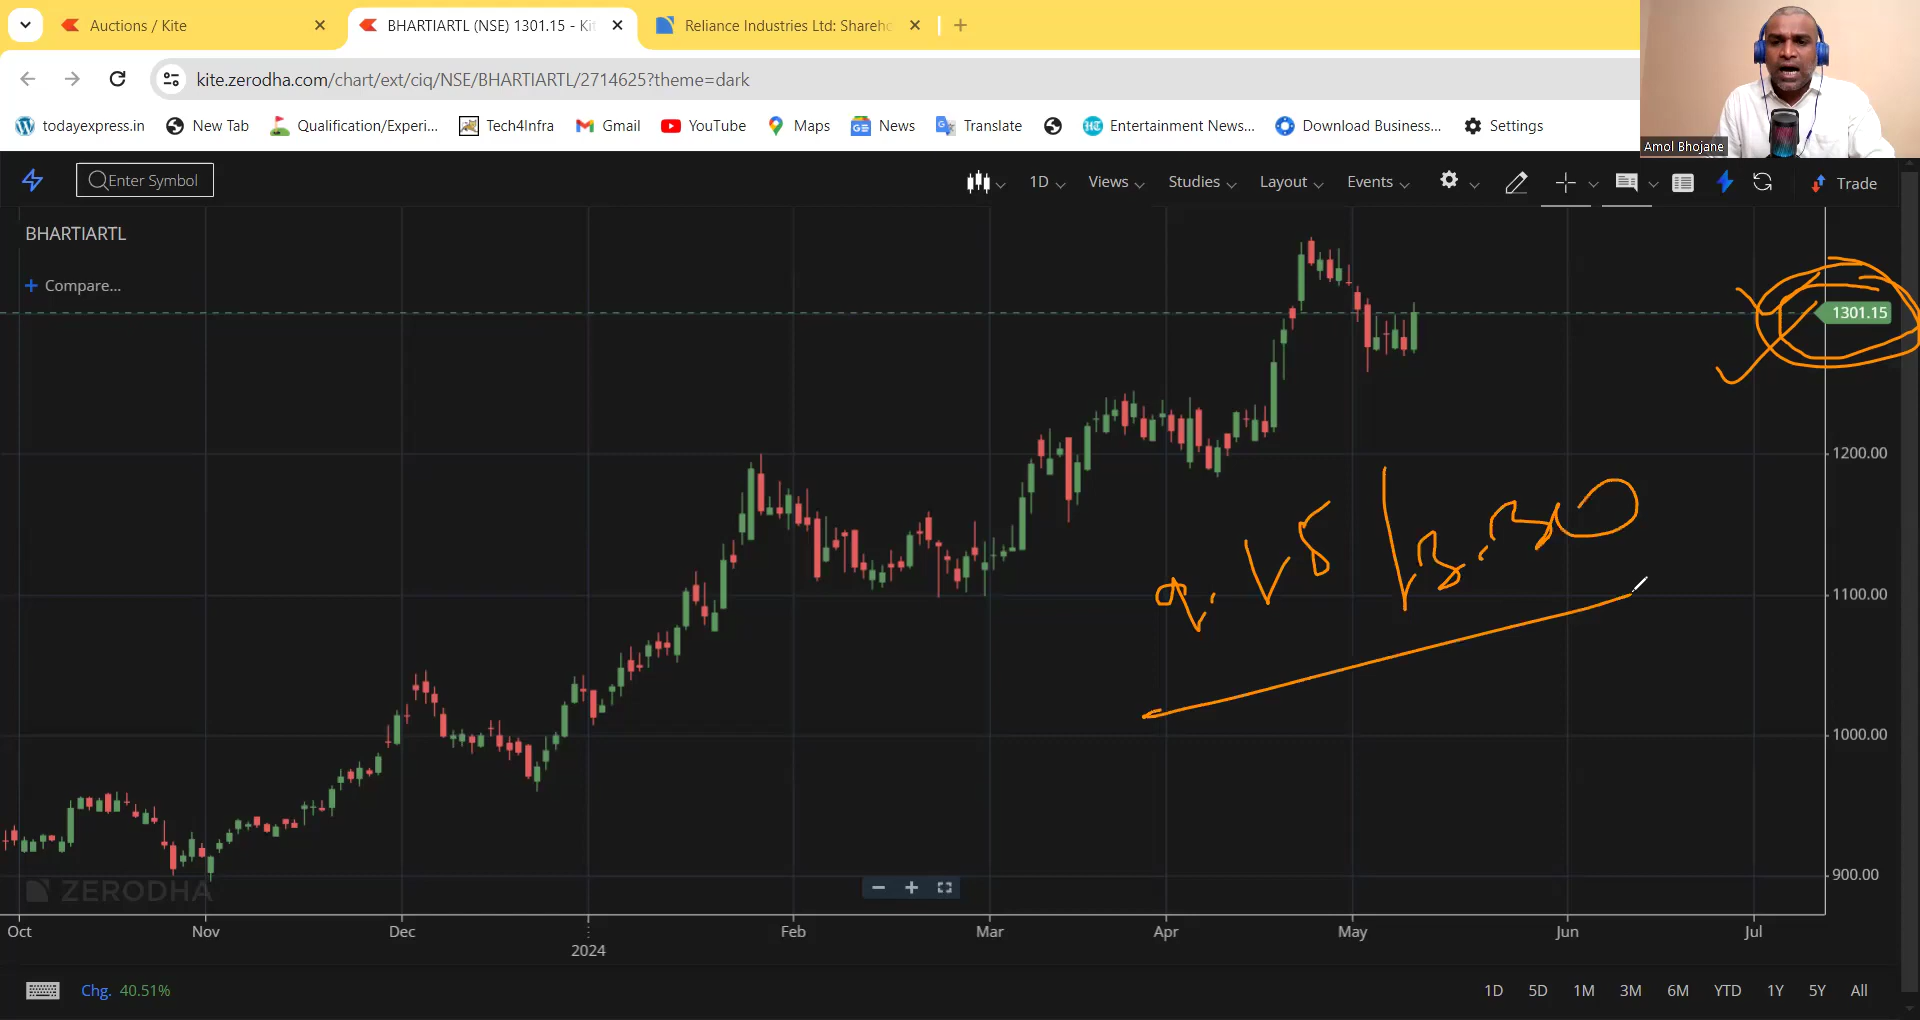 Auctions / Kite
BHARTIARTL (NSE) 1301.15 - Kit
Reliance Industries Ltd: Shareho
kite.zerodha.com/chart/ext/ciq/NSE/BHARTIARTL/2714625?theme=dark
todayexpress.in New Tab Qualification/Experi... Tech4Infra Gmail YouTube Maps News Translate Entertainment News... Download Business... Settings
Amol Bhojane
Enter Symbol 1D Views Studies Layout Events Trade
BHARTIARTL
+ Compare...
1301.15
1200.00
1100.00
1000.00
900.00
ZERODHA
Oct Nov Dec 2024 Feb Mar Apr May Jun Jul
Chg. 40.51%
1D 5D 1M 3M 6M YTD 1Y 5Y All